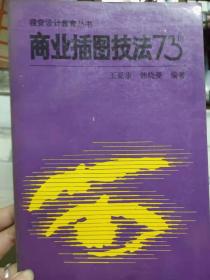 视觉设计教育丛书
商业插图技法73
王亚非 韩晓曼 编著